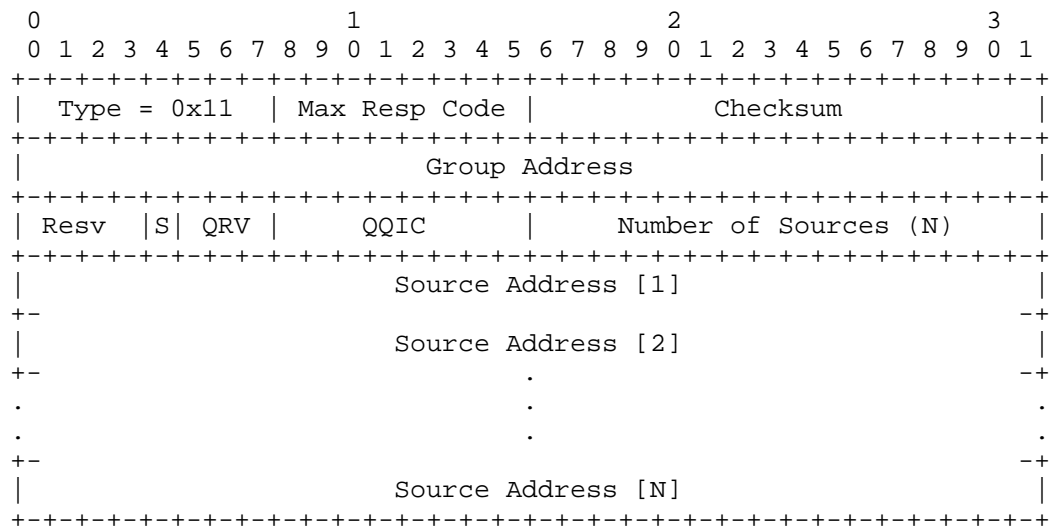 0                   1                   2                   3
 0 1 2 3 4 5 6 7 8 9 0 1 2 3 4 5 6 7 8 9 0 1 2 3 4 5 6 7 8 9 0 1
+-+-+-+-+-+-+-+-+-+-+-+-+-+-+-+-+-+-+-+-+-+-+-+-+-+-+-+-+-+-+-+-+
|  Type = 0x11  | Max Resp Code |           Checksum            |
+-+-+-+-+-+-+-+-+-+-+-+-+-+-+-+-+-+-+-+-+-+-+-+-+-+-+-+-+-+-+-+-+
|                         Group Address                         |
+-+-+-+-+-+-+-+-+-+-+-+-+-+-+-+-+-+-+-+-+-+-+-+-+-+-+-+-+-+-+-+-+
| Resv  |S| QRV |     QQIC      |     Number of Sources (N)     |
+-+-+-+-+-+-+-+-+-+-+-+-+-+-+-+-+-+-+-+-+-+-+-+-+-+-+-+-+-+-+-+-+
|                       Source Address [1]                      |
+-                                                             -+
|                       Source Address [2]                      |
+-                              .                              -+
.                               .                               .
.                               .                               .
+-                                                             -+
|                       Source Address [N]                      |
+-+-+-+-+-+-+-+-+-+-+-+-+-+-+-+-+-+-+-+-+-+-+-+-+-+-+-+-+-+-+-+-+